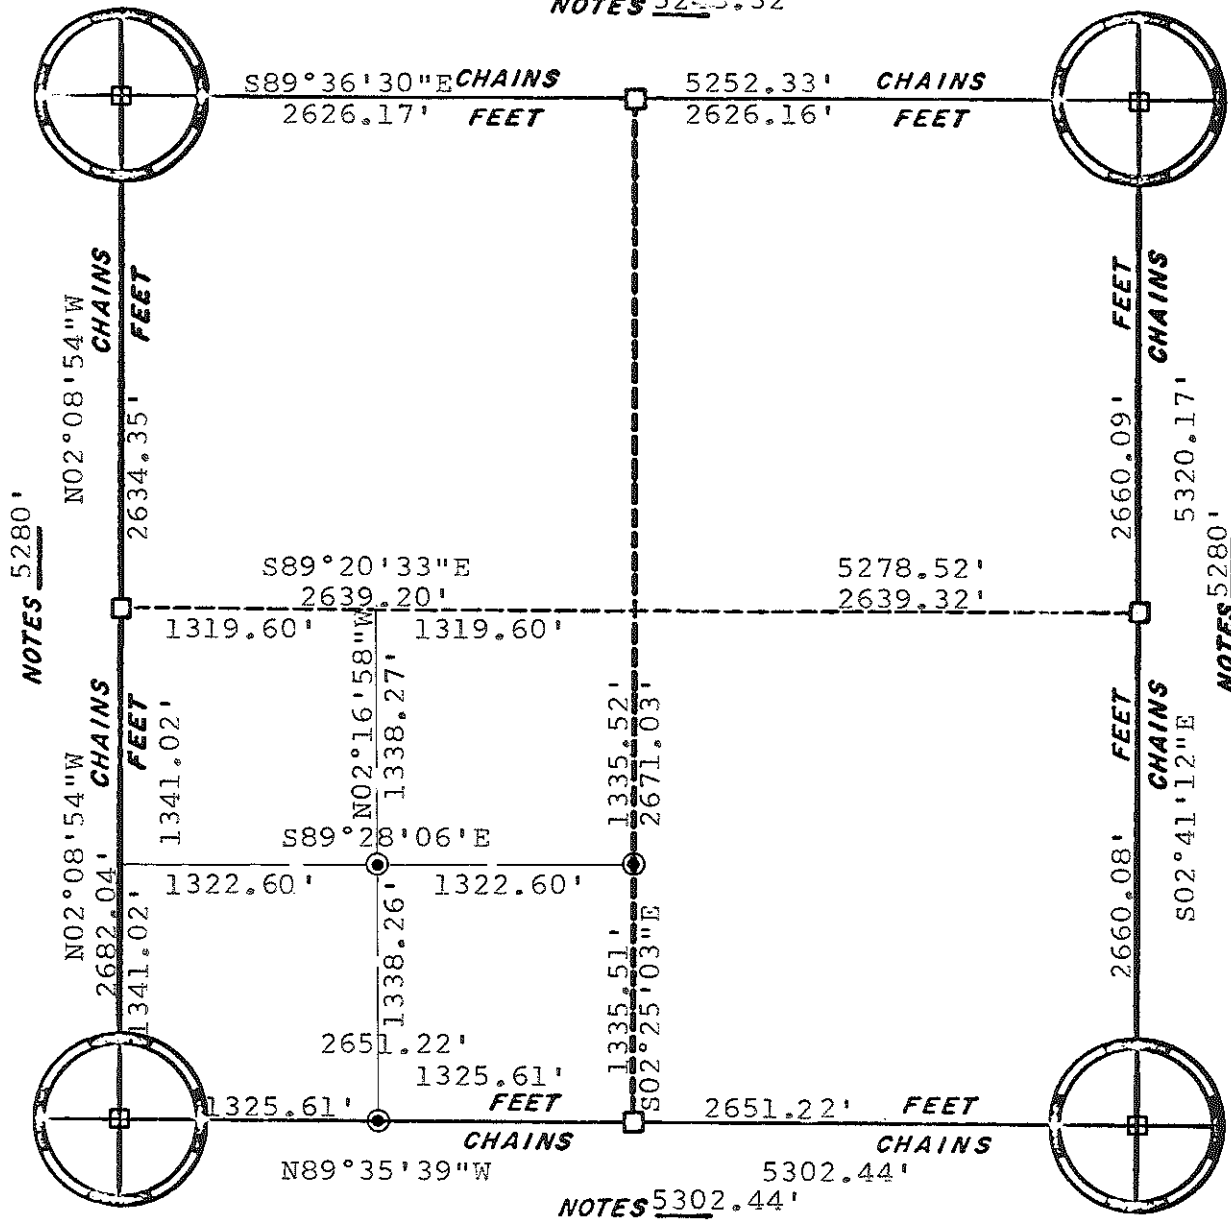 NOTES
S89°36'30"E CHAINS 5252.33' CHAINS
2626.17' FEET 2626.16' FEET
CHAINS
FEET
N02°08'54"W
2634.35'
NOTES 5280'
FEET
CHAINS
2660.09'
5320.17'
NOTES 5280'
S89°20'33"E 5278.52'
2639.20' 2639.32'
1319.60' 1319.60'
N02°16'58"W
1338.27'
CHAINS
FEET
1341.02'
N02°08'54"W
2682.04'
1341.02'
1335.52'
2671.03'
FEET
CHAINS
S02°41'12"E
2660.08'
S89°28'06'E
1322.60' 1322.60'
1338.26'
1335.51'
S02°25'03"E
2651.22'
1325.61'
1325.61' FEET 2651.22' FEET
CHAINS CHAINS
N89°35'39"W 5302.44'
NOTES 5302.44'